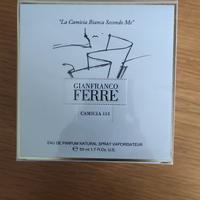 "La Camicia Bianca Secondo Me"
GIANFRANCO
FERRE
CAMICIA 113
EAU DE PARFUM NATURAL SPRAY VAPORISATEUR
50 ml 1.7 Fl. Oz. U.S.